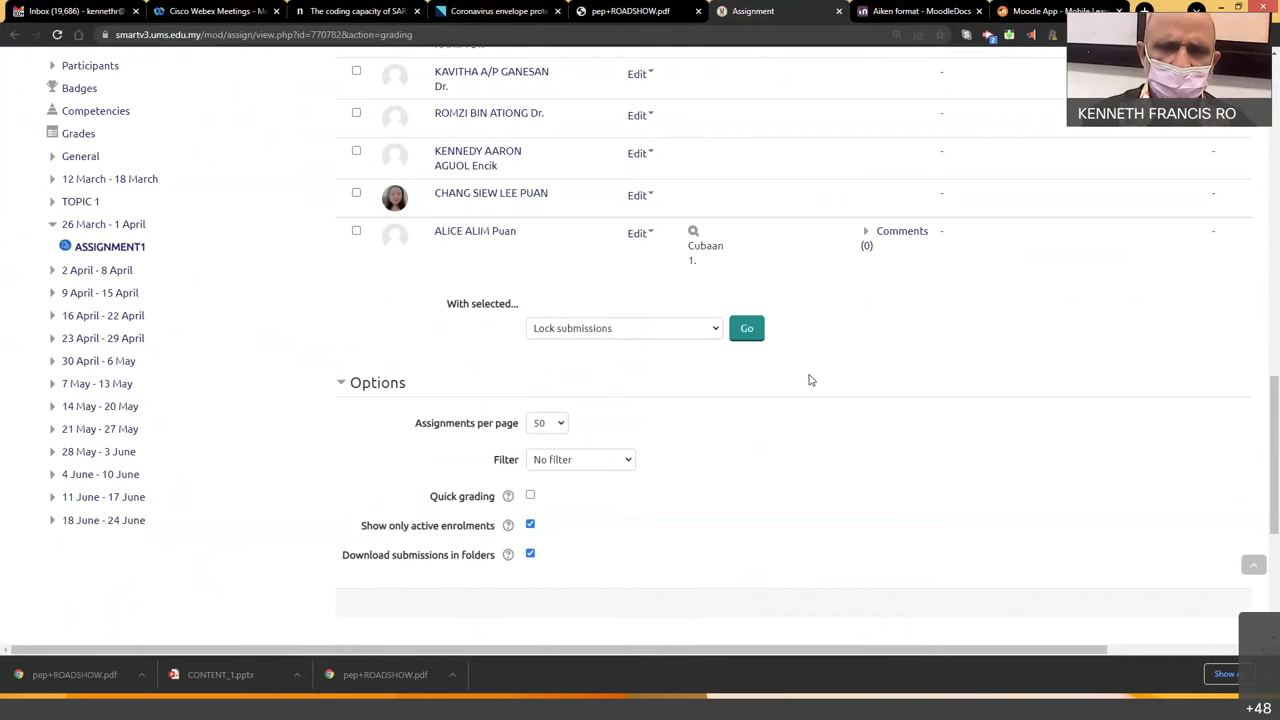 Inbox (19,686) - kennethr@
Cisco Webex Meetings - M
The coding capacity of SAR
Coronavirus envelope prote
pep+ROADSHOW.pdf
Assignment
Aiken format - MoodleDocs
Moodle App - Mobile Lear
smartv3.ums.edu.my/mod/assign/view.php?id=770782&action=grading
KENNETH FRANCIS RO
Participants
Badges
Competencies
Grades
General
12 March - 18 March
TOPIC 1
26 March - 1 April
ASSIGNMENT1
2 April - 8 April
9 April - 15 April
16 April - 22 April
23 April - 29 April
30 April - 6 May
7 May - 13 May
14 May - 20 May
21 May - 27 May
28 May - 3 June
4 June - 10 June
11 June - 17 June
18 June - 24 June
KAVITHA A/P GANESAN
Dr.
Edit
-
ROMZI BIN ATIONG Dr.
Edit
-
KENNEDY AARON
AGUOL Encik
Edit
-
-
CHANG SIEW LEE PUAN
Edit
-
-
ALICE ALIM Puan
Edit
Cubaan
1.
Comments
(0)
-
-
With selected...
Lock submissions
Go
Options
Assignments per page
50
Filter
No filter
Quick grading
Show only active enrolments
Download submissions in folders
pep+ROADSHOW.pdf
CONTENT_1.pptx
pep+ROADSHOW.pdf
Show a
+48